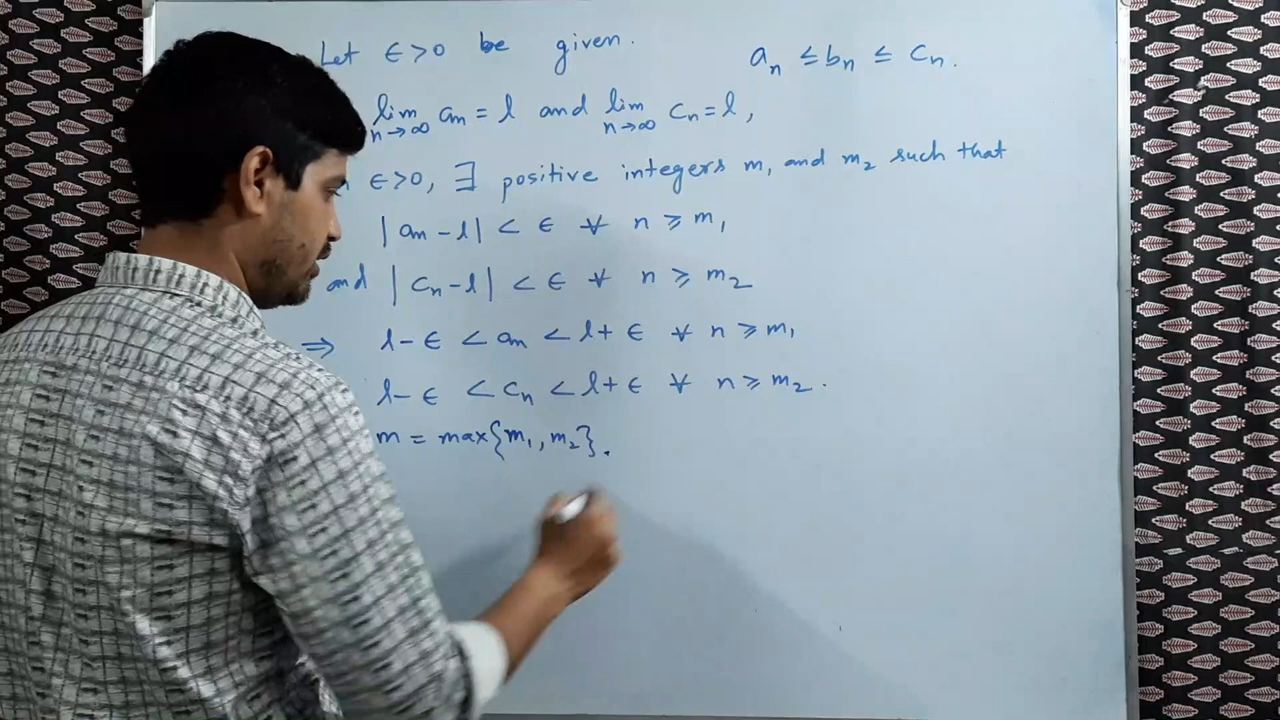 Let ∈>0 be given. aₙ ≤ bₙ ≤ cₙ.
lim n→∞ aₙ = l and lim n→∞ cₙ = l,
∈>0, ∃ positive integers m₁ and m₂ such that
|aₙ - l| < ∈ ∀ n ≥ m₁
and |cₙ - l| < ∈ ∀ n ≥ m₂
⇒ l - ∈ < aₙ < l + ∈ ∀ n ≥ m₁
l - ∈ < cₙ < l + ∈ ∀ n ≥ m₂.
m = max{m₁, m₂}.